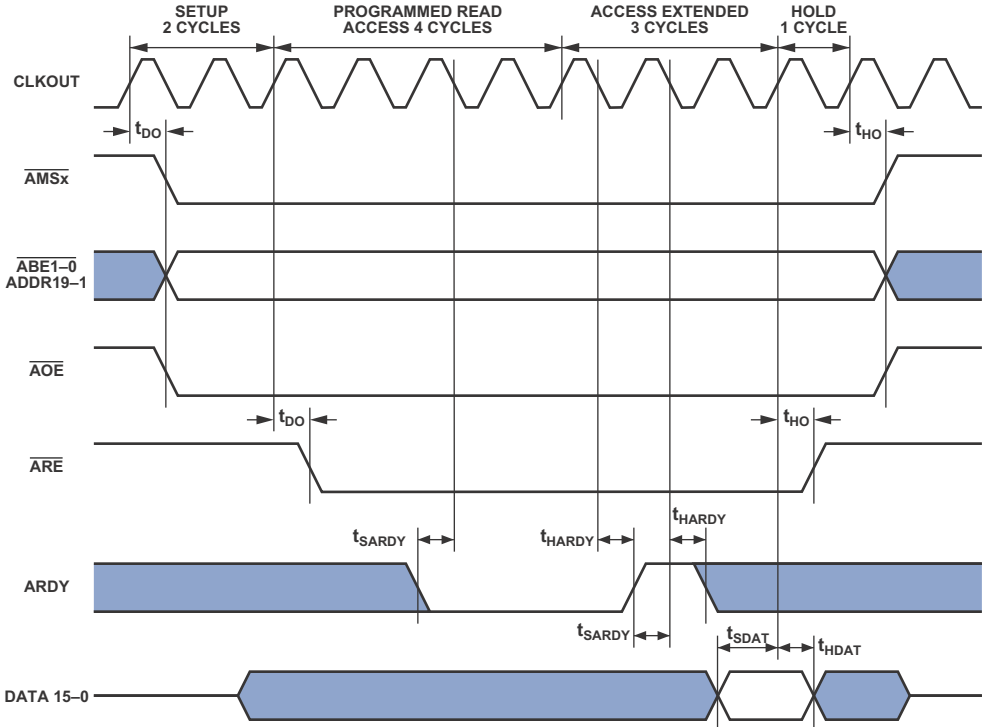 SETUP
2 CYCLES
PROGRAMMED READ
ACCESS 4 CYCLES
ACCESS EXTENDED
3 CYCLES
HOLD
1 CYCLE
CLKOUT
tDO
tHO
AMSx
ABE1–0
ADDR19–1
AOE
tDO
tHO
ARE
tSARDY
tHARDY
tHARDY
ARDY
tSARDY
tSDAT
tHDAT
DATA 15–0